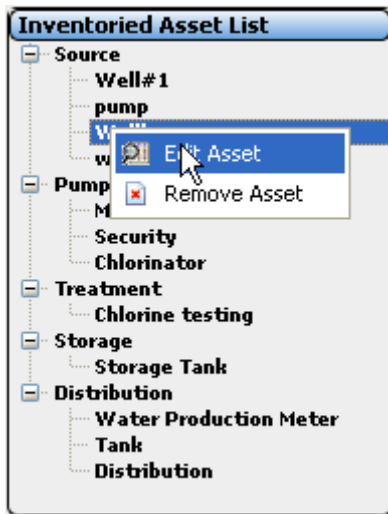 Inventoried Asset List
Source
Well#1
pump
Edit Asset
Remove Asset
Pump
Security
Chlorinator
Treatment
Chlorine testing
Storage
Storage Tank
Distribution
Water Production Meter
Tank
Distribution